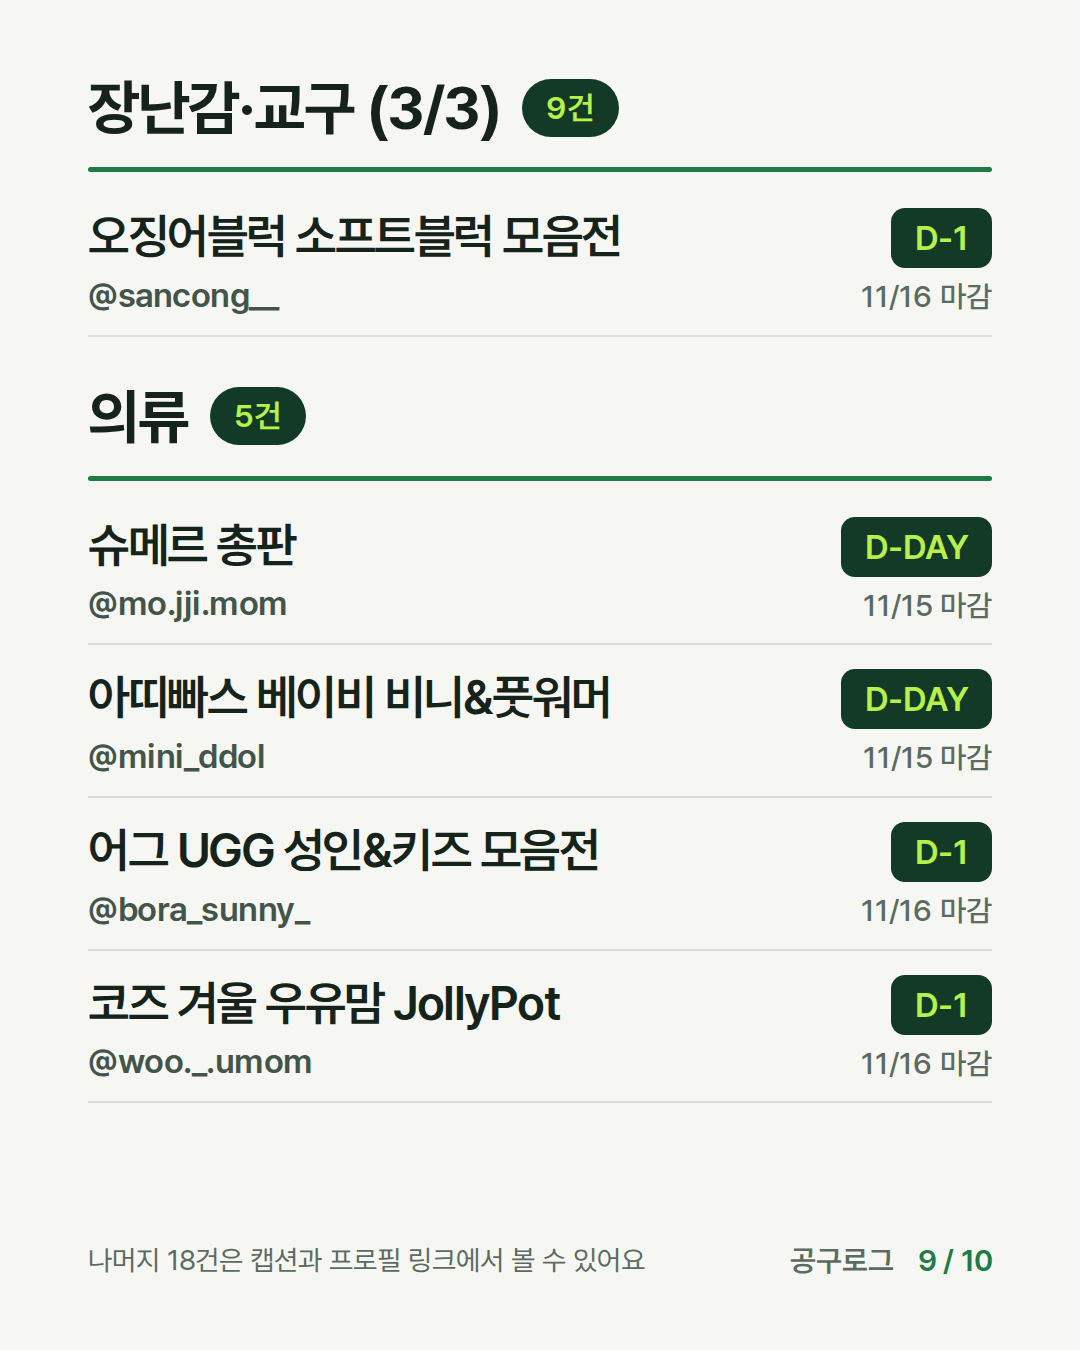 장난감·교구 (3/3) 9건
오징어블럭 소프트블럭 모음전 D-1
@sancong__ 11/16 마감
의류 5건
슈메르 총판 D-DAY
@mo.jji.mom 11/15 마감
아띠빠스 베이비 비니&풋워머 D-DAY
@mini_ddol 11/15 마감
어그 UGG 성인&키즈 모음전 D-1
@bora_sunny_ 11/16 마감
코즈 겨울 우유맘 JollyPot D-1
@woo._.umom 11/16 마감
나머지 18건은 캡션과 프로필 링크에서 볼 수 있어요 공구로그 9 / 10